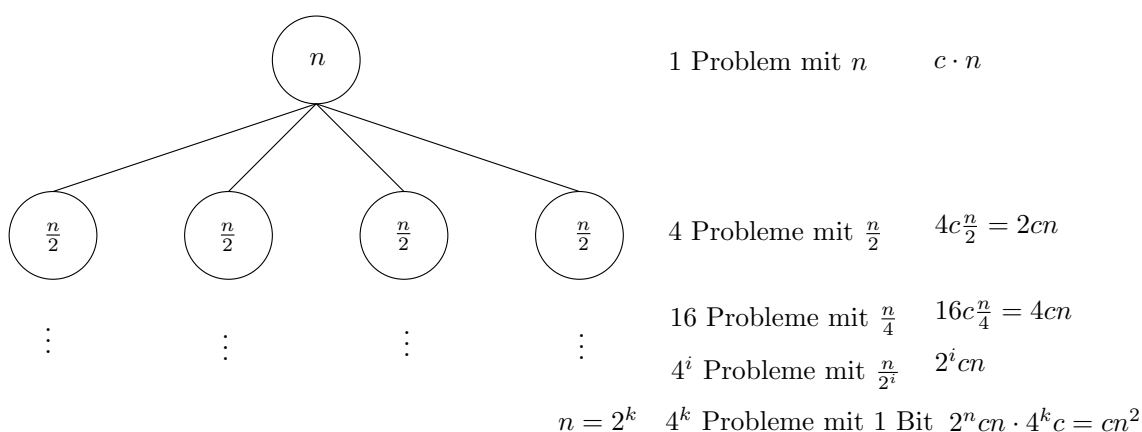 n
1 Problem mit n c · n
n/2 n/2 n/2 n/2
4 Probleme mit n/2 4c n/2 = 2cn
16 Probleme mit n/4 16c n/4 = 4cn
4^i Probleme mit n/2^i 2^i cn
n = 2^k 4^k Probleme mit 1 Bit 2^n cn · 4^k c = cn^2